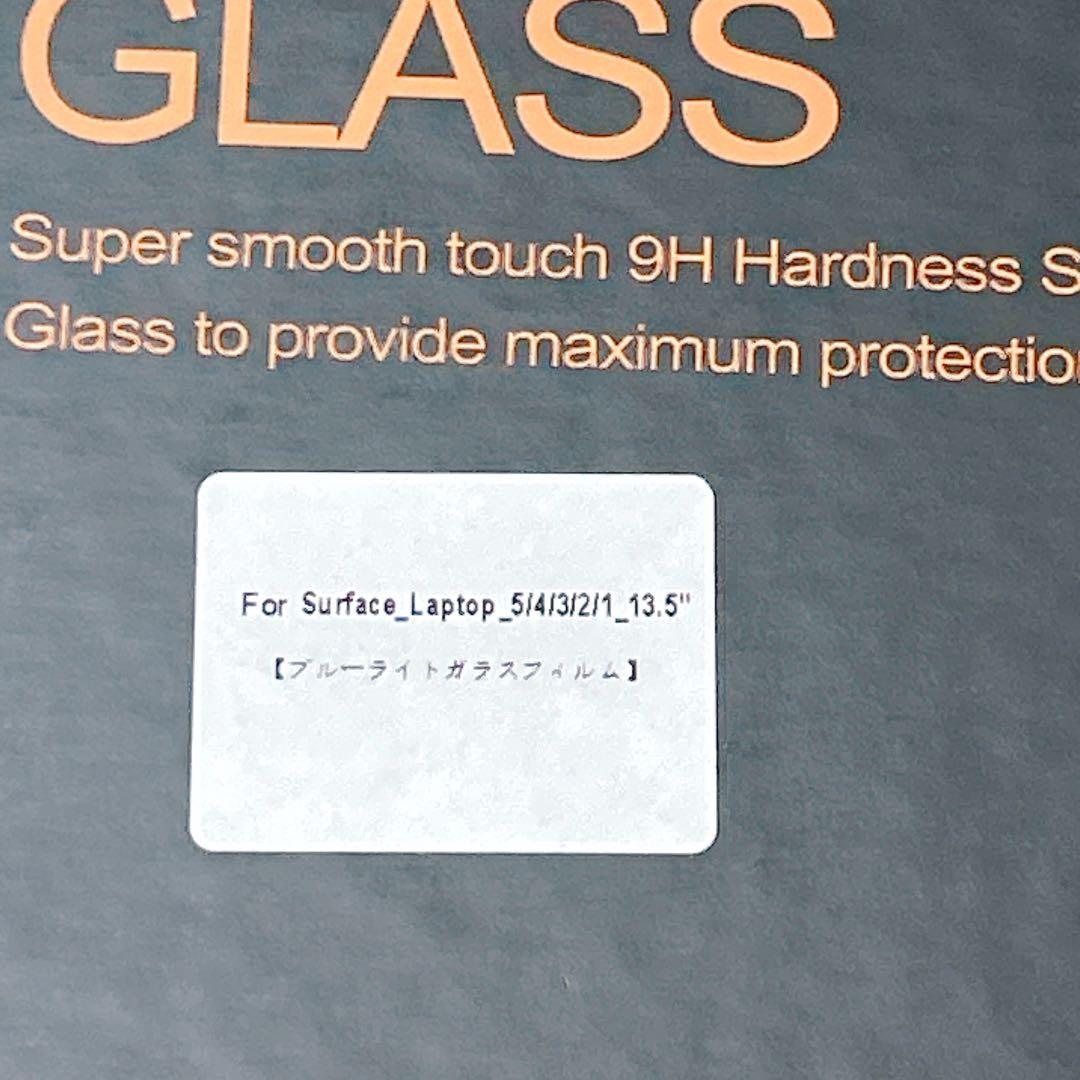 GLASS
Super smooth touch 9H Hardness S
Glass to provide maximum protection
For Surface_Laptop_5/4/3/2/1_13.5"
【ブルーライトガラスフィルム】